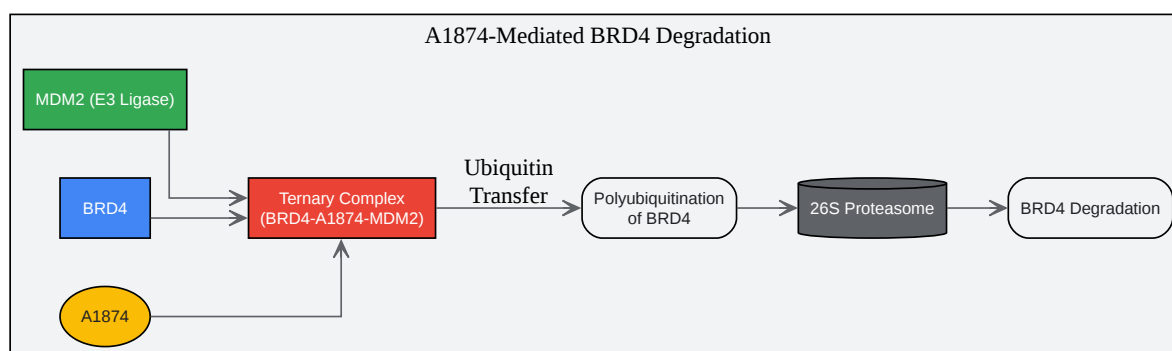 A1874-Mediated BRD4 Degradation
MDM2 (E3 Ligase)
BRD4
A1874
Ternary Complex
(BRD4-A1874-MDM2)
Ubiquitin
Transfer
Polyubiquitination
of BRD4
26S Proteasome
BRD4 Degradation